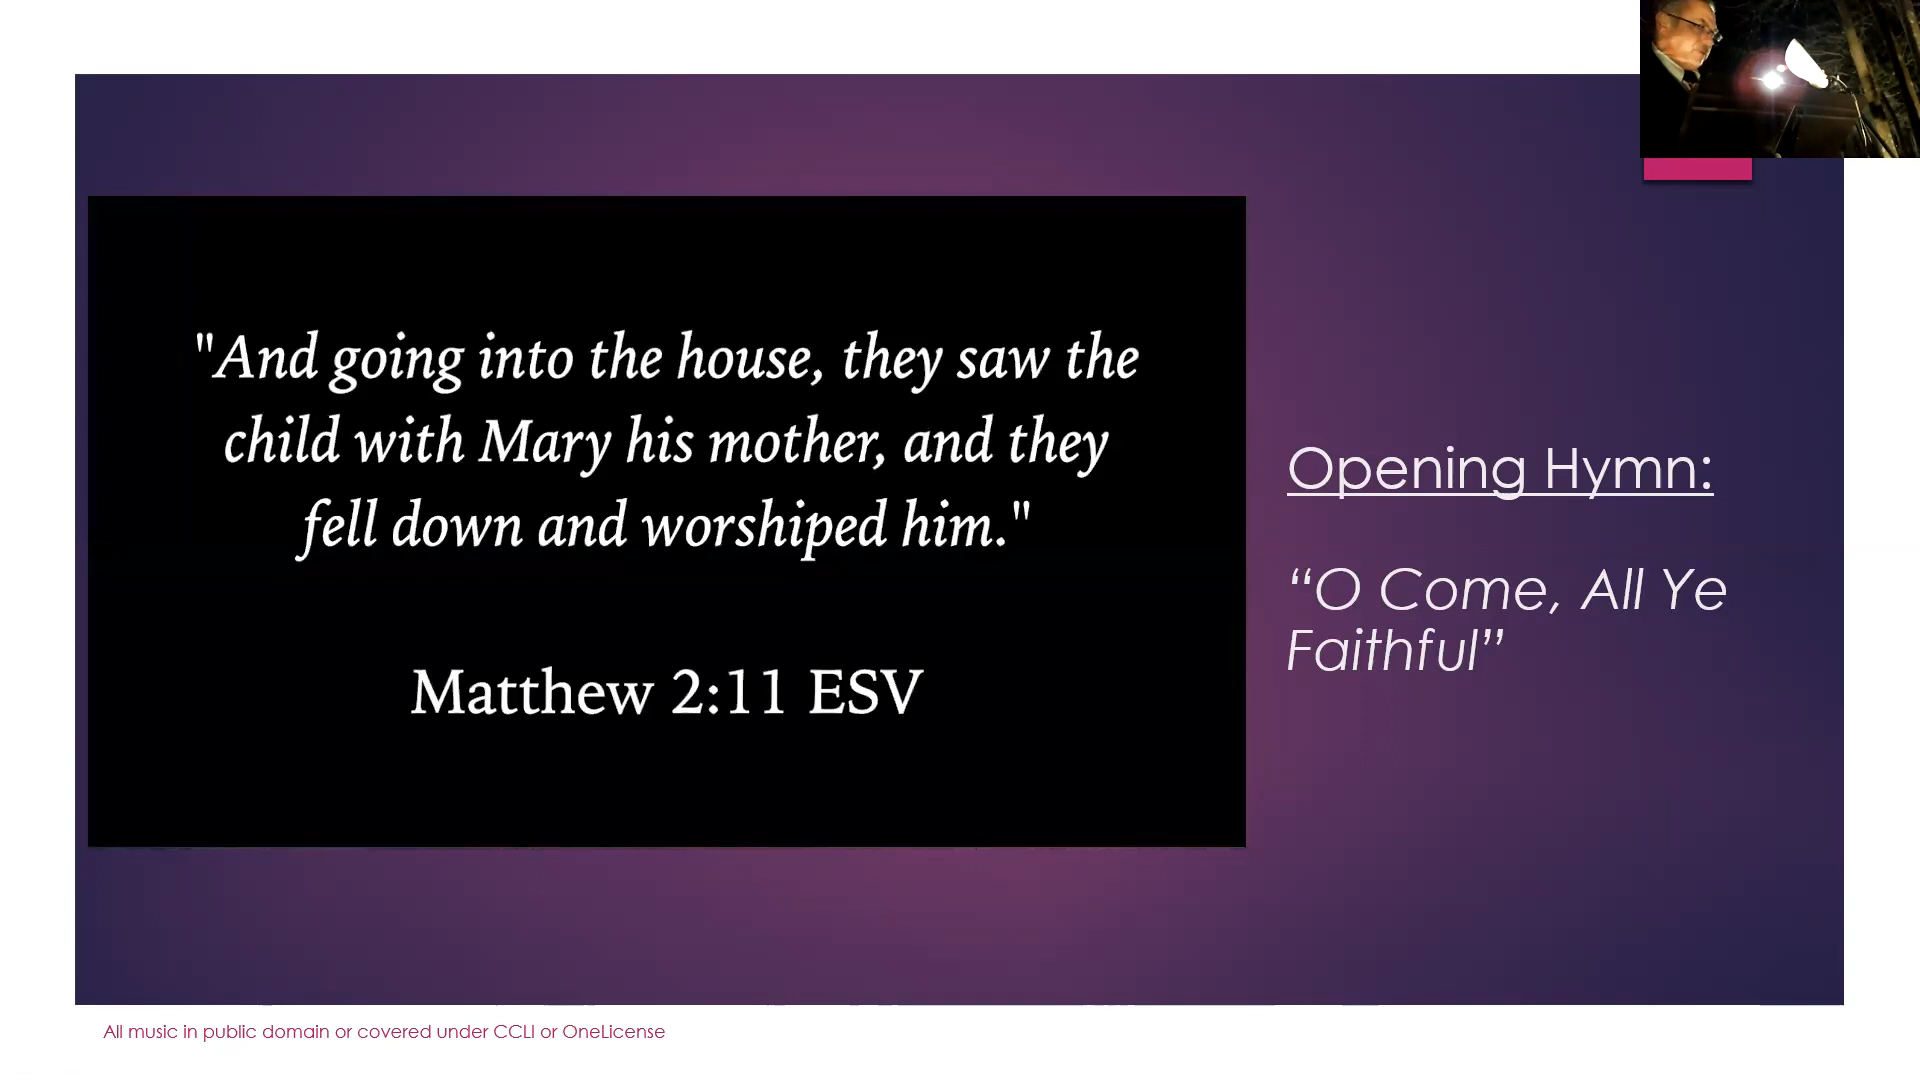 "And going into the house, they saw the
child with Mary his mother, and they
fell down and worshiped him."
Matthew 2:11 ESV
Opening Hymn:
“O Come, All Ye
Faithful”
All music in public domain or covered under CCLI or OneLicense